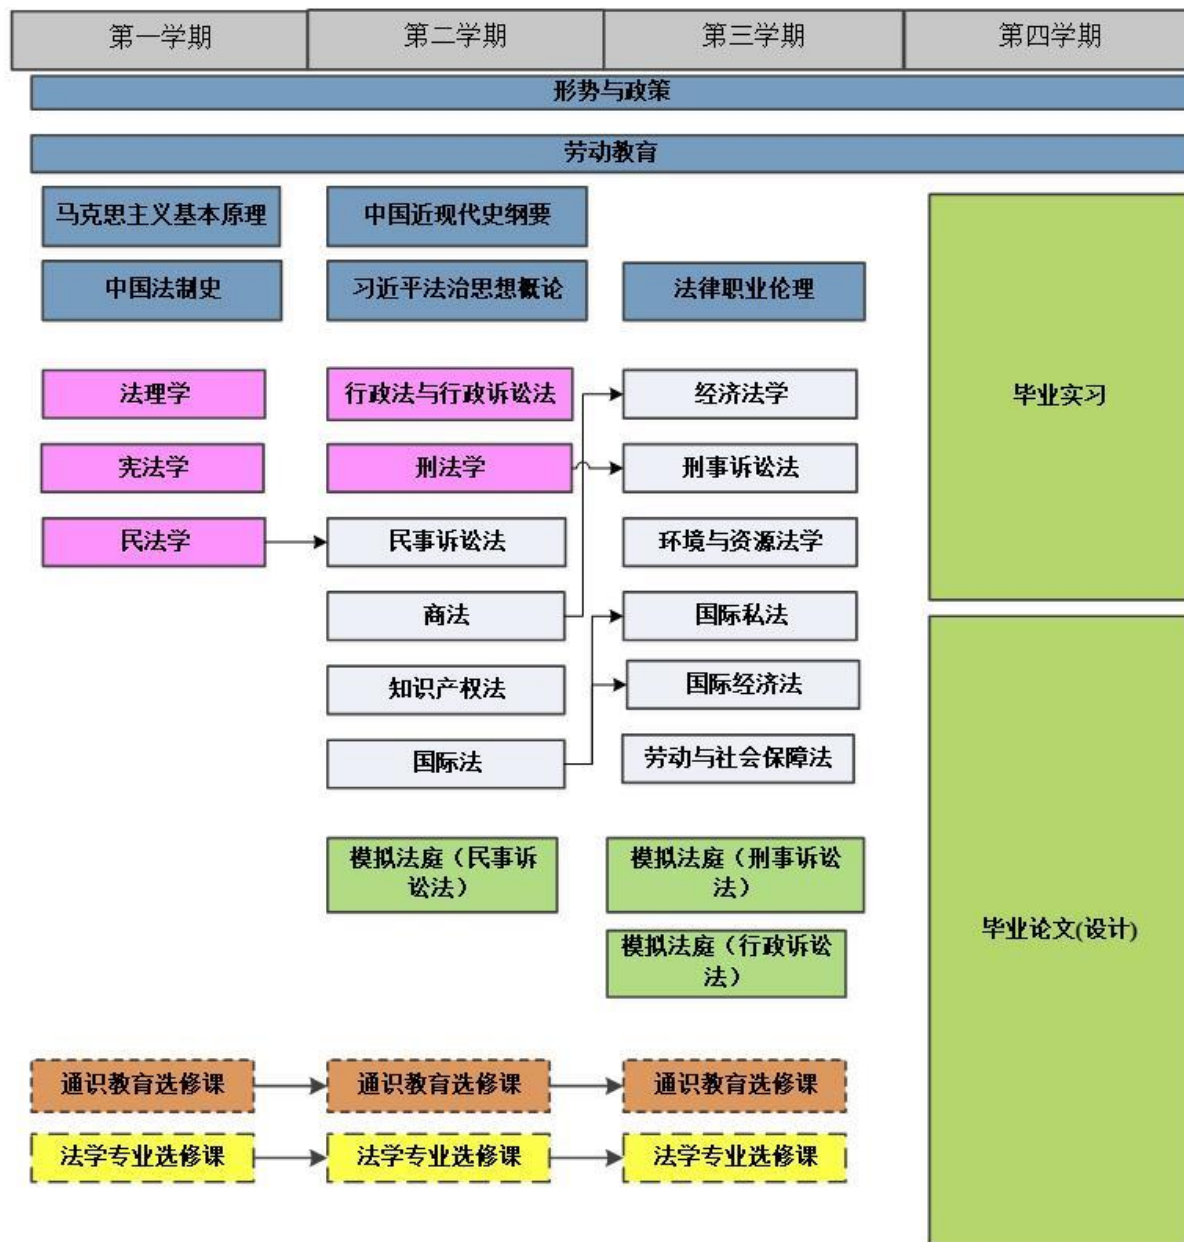 第一学期
第二学期
第三学期
第四学期
形势与政策
劳动教育
马克思主义基本原理
中国近现代史纲要
中国法制史
习近平法治思想概论
法律职业伦理
法理学
行政法与行政诉讼法
经济法学
毕业实习
宪法学
刑法学
刑事诉讼法
民法学
民事诉讼法
环境与资源法学
商法
国际私法
知识产权法
国际经济法
国际法
劳动与社会保障法
模拟法庭（民事诉
讼法）
模拟法庭（刑事诉讼
法）
模拟法庭（行政诉讼
法）
毕业论文(设计)
通识教育选修课
通识教育选修课
通识教育选修课
法学专业选修课
法学专业选修课
法学专业选修课